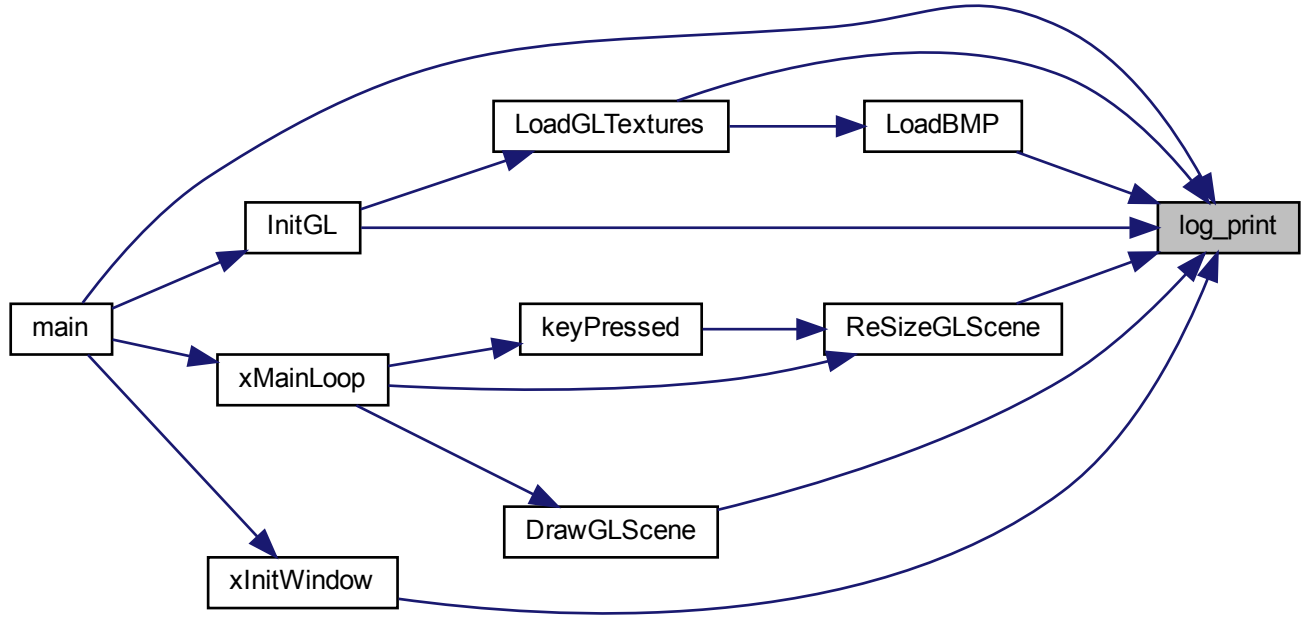 LoadGLTextures
LoadBMP
InitGL
log_print
main
keyPressed
ReSizeGLScene
xMainLoop
DrawGLScene
xInitWindow